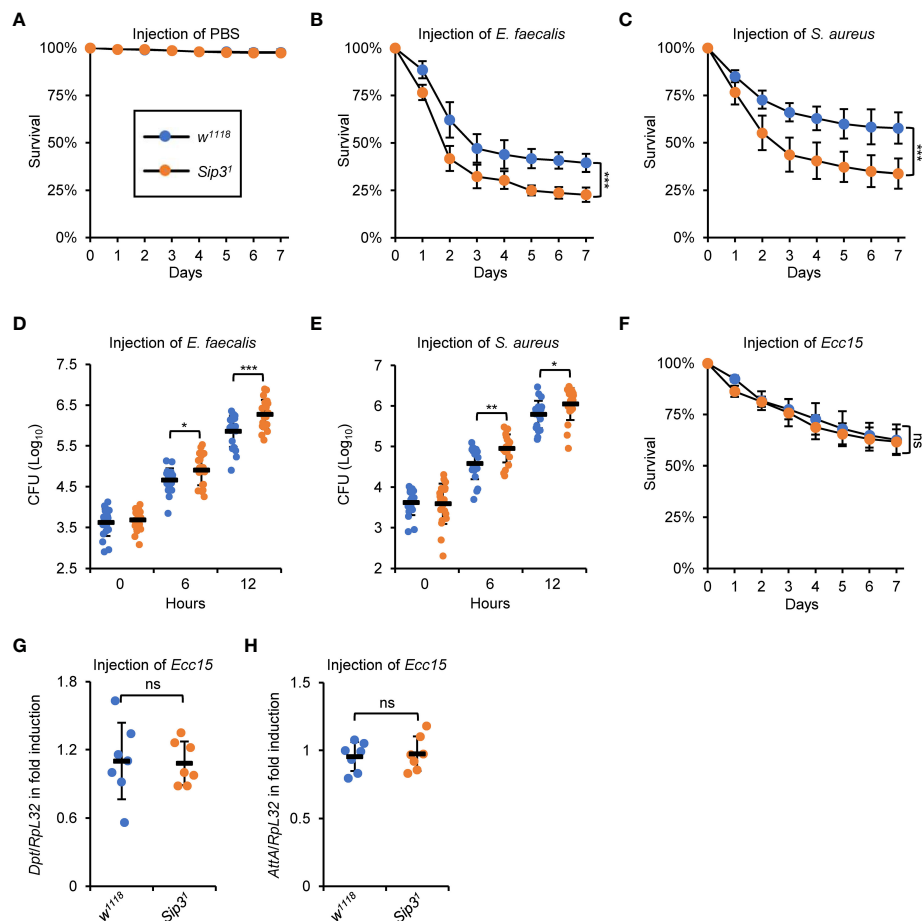 A
Injection of PBS
100%
75%
50%
25%
0%
Survival
w1118
Sip31
0 1 2 3 4 5 6 7
Days
B
Injection of E. faecalis
100%
75%
50%
25%
0%
Survival
***
0 1 2 3 4 5 6 7
Days
C
Injection of S. aureus
100%
75%
50%
25%
0%
Survival
***
0 1 2 3 4 5 6 7
Days
D
Injection of E. faecalis
7.5
6.5
5.5
4.5
3.5
2.5
CFU (Log10)
*
***
0 6 12
Hours
E
Injection of S. aureus
7
6
5
4
3
2
CFU (Log10)
**
*
0 6 12
Hours
F
Injection of Ecc15
100%
75%
50%
25%
0%
Survival
ns
0 1 2 3 4 5 6 7
Days
G
Injection of Ecc15
1.8
1.2
0.6
0
Dpt/RpL32 in fold induction
ns
w1118 Sip31
H
Injection of Ecc15
1.5
1
0.5
0
AttA/RpL32 in fold induction
ns
w1118 Sip31